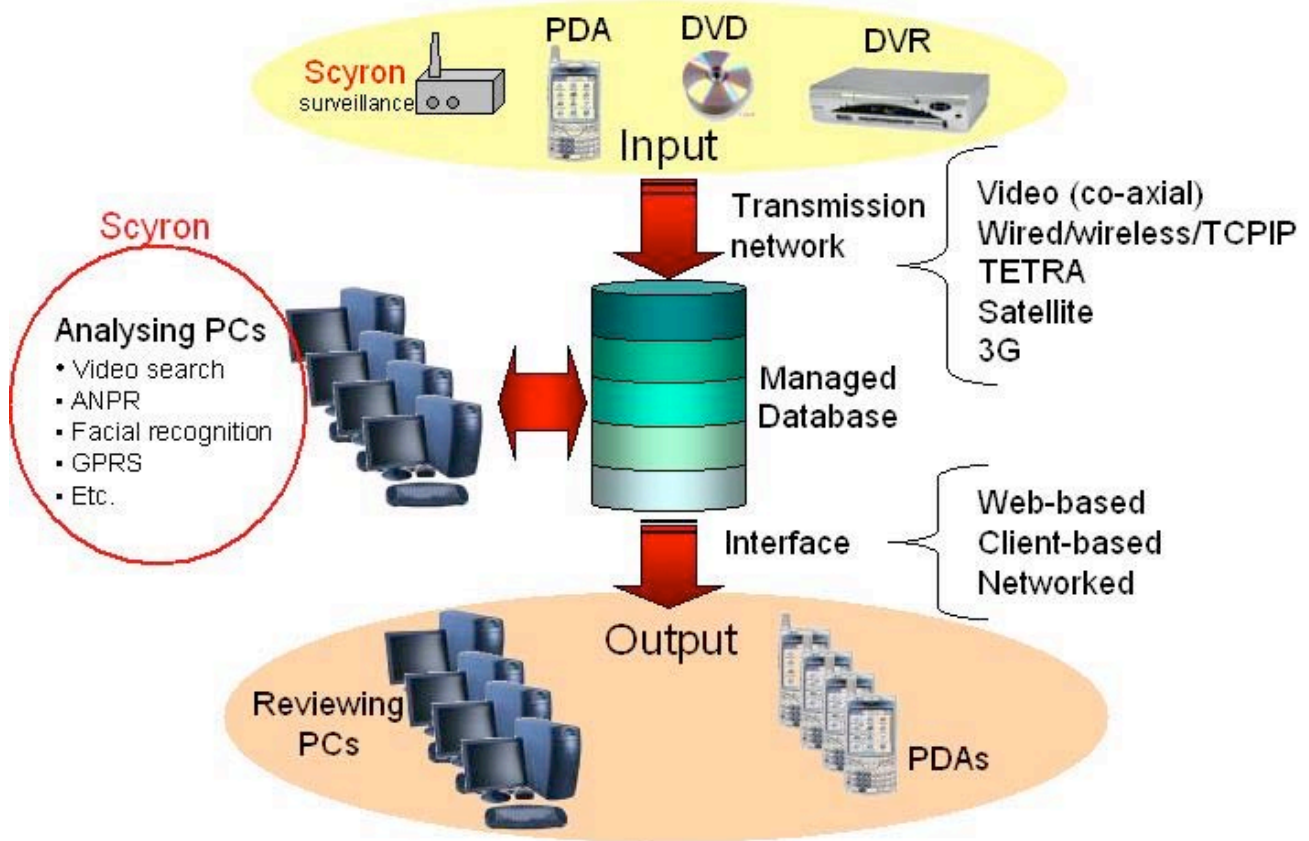 PDA
DVD
DVR
Scyron
surveillance
Input
Transmission
network
Video (co-axial)
Wired/wireless/TCPIP
TETRA
Satellite
3G
Scyron
Analysing PCs
• Video search
▪ ANPR
▪ Facial recognition
▪ GPRS
▪ Etc.
Managed
Database
Interface
Web-based
Client-based
Networked
Output
Reviewing
PCs
PDAs